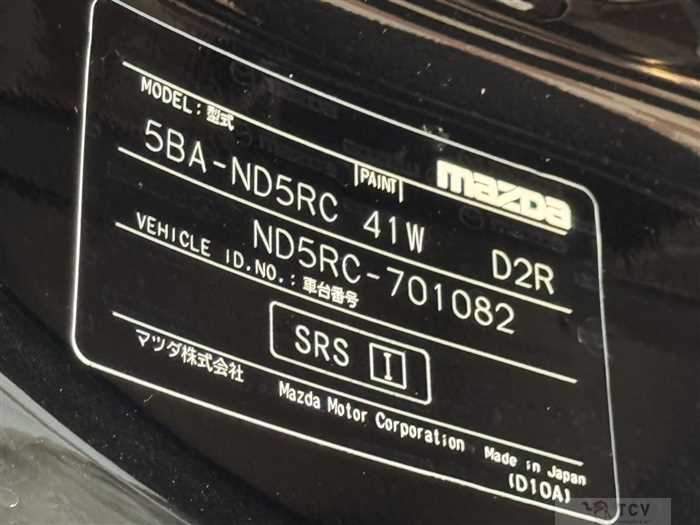 MODEL:型式
PAINT
mazda
5BA-ND5RC 41W D2R
VEHICLE ID.NO.:車台番号
ND5RC-701082
SRS I
マツダ株式会社 Mazda Motor Corporation Made in Japan
(D10A)
TCV